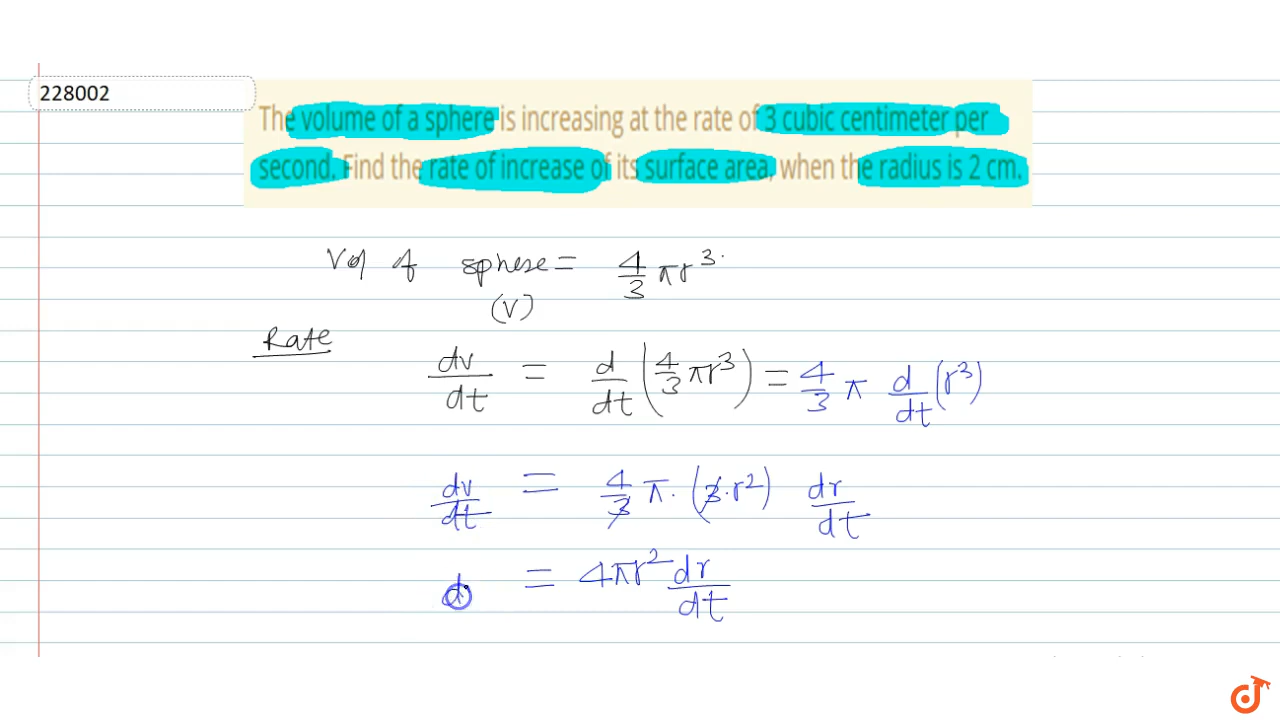 228002
The volume of a sphere is increasing at the rate of 3 cubic centimeter per
second. Find the rate of increase of its surface area, when the radius is 2 cm.
Vol of sphere = 4/3 πr³
(V)
Rate
dv/dt = d/dt (4/3 πr³) = 4/3 π d/dt (r³)
dv/dt = 4/3 π. (3.r²) dr/dt
d = 4πr² dr/dt